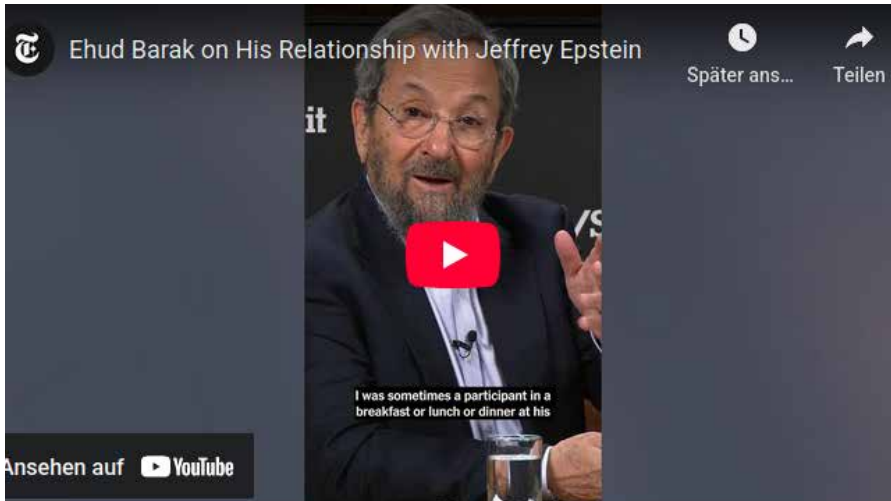 Ehud Barak on His Relationship with Jeffrey Epstein
Später ans...
Teilen
it
/S
I was sometimes a participant in a
breakfast or lunch or dinner at his
Ansehen auf YouTube